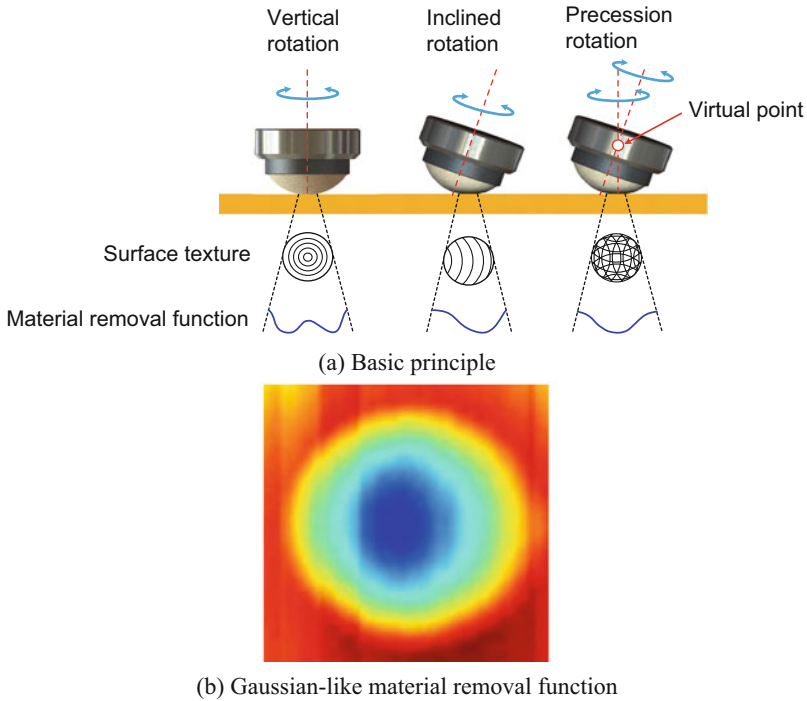 Vertical
rotation
Inclined
rotation
Precession
rotation
Virtual point
Surface texture
Material removal function
(a) Basic principle
(b) Gaussian-like material removal function